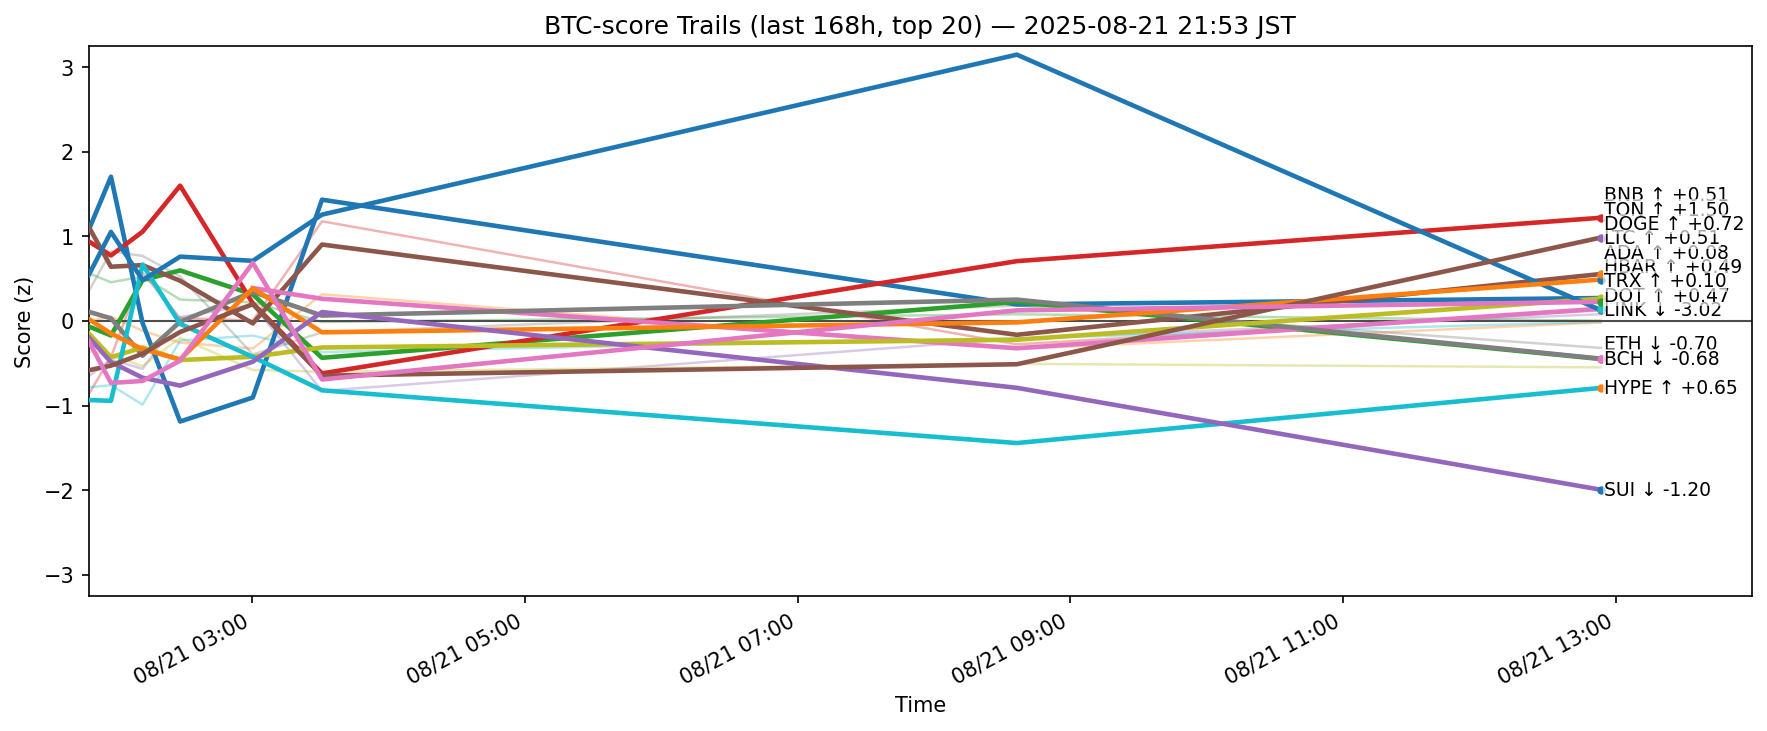 BTC-score Trails (last 168h, top 20) — 2025-08-21 21:53 JST
Score (z)
3
2
1
0
−1
−2
−3
BNB ↑ +0.51
TON ↑ +1.50
DOGE ↑ +0.72
LTC ↑ +0.51
ADA ↑ +0.08
HBAR ↑ +0.49
TRX ↑ +0.10
DOT ↑ +0.47
LINK ↓ -3.02
ETH ↓ -0.70
BCH ↓ -0.68
HYPE ↑ +0.65
SUI ↓ -1.20
08/21 03:00
08/21 05:00
08/21 07:00
08/21 09:00
08/21 11:00
08/21 13:00
Time